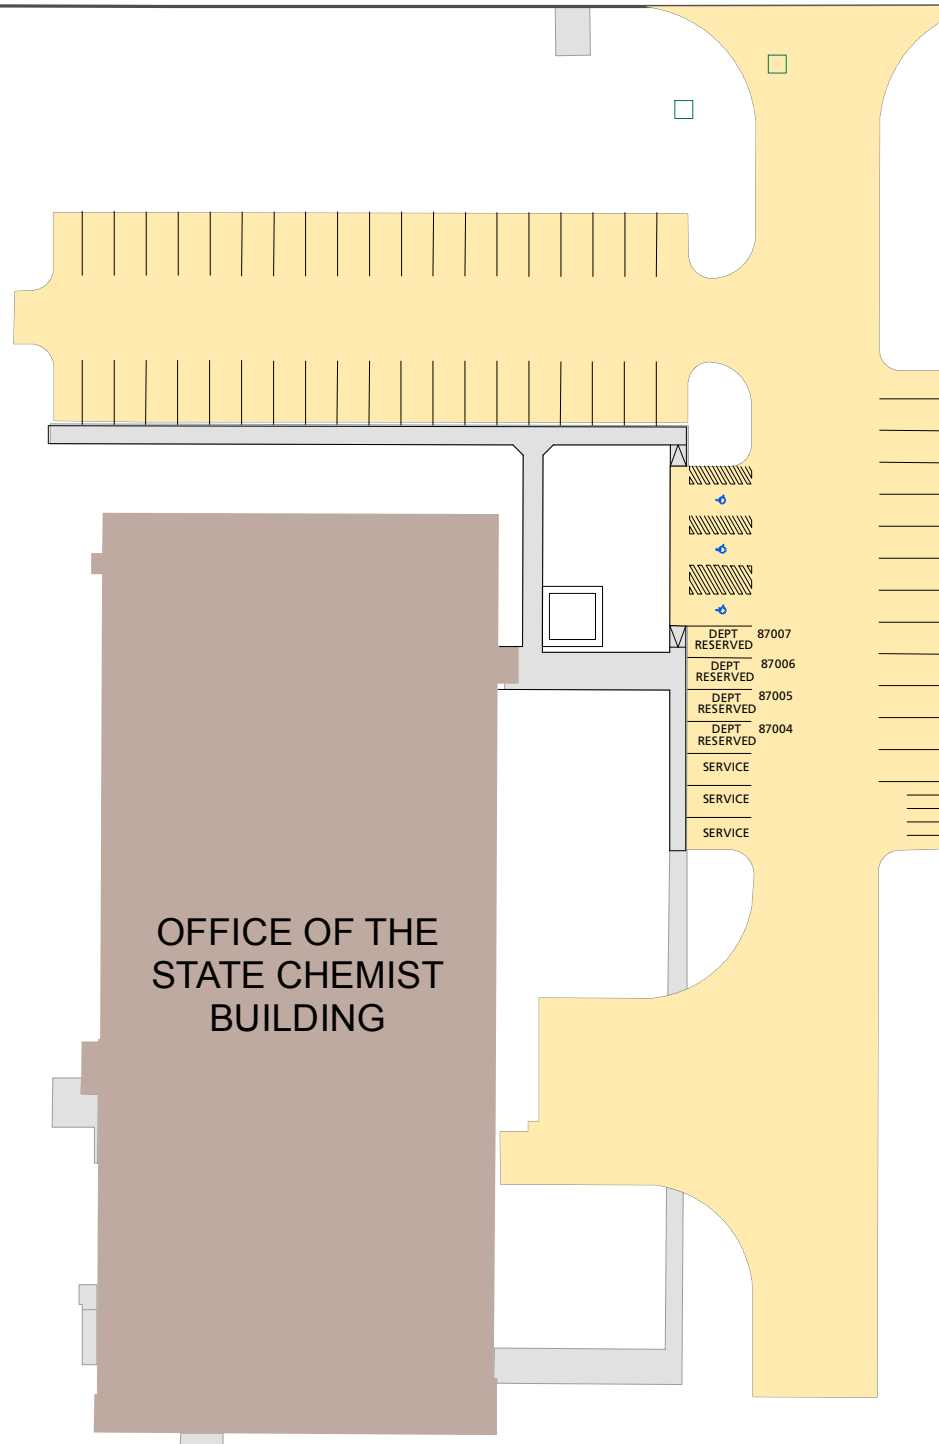 DEPT 87007
RESERVED
DEPT 87006
RESERVED
DEPT 87005
RESERVED
DEPT 87004
RESERVED
SERVICE
SERVICE
SERVICE
OFFICE OF THE
STATE CHEMIST
BUILDING